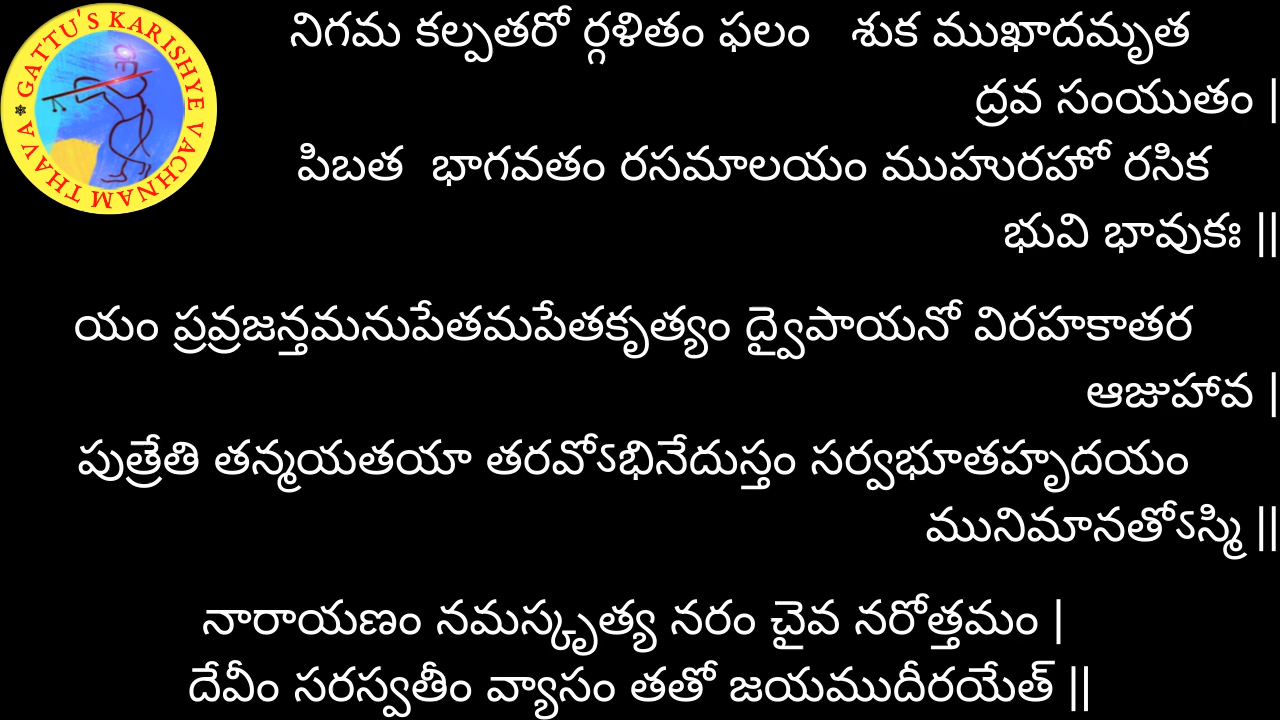 GATTU'S KARISHYE VACHNAM THAVA
నిగమ కల్పతరో ర్గళితం ఫలం శుక ముఖాదమృత
ద్రవ సంయుతం |
పిబత భాగవతం రసమాలయం ముహురహో రసిక
భువి భావుకః ||
యం ప్రవ్రజన్తమనుపేతమపేతకృత్యం ద్వైపాయనో విరహకాతర
ఆజుహావ |
పుత్రేతి తన్మయతయా తరవోఽభినేదుస్తం సర్వభూతహృదయం
మునిమానతోఽస్మి ||
నారాయణం నమస్కృత్య నరం చైవ నరోత్తమం |
దేవీం సరస్వతీం వ్యాసం తతో జయముదీరయేత్ ||